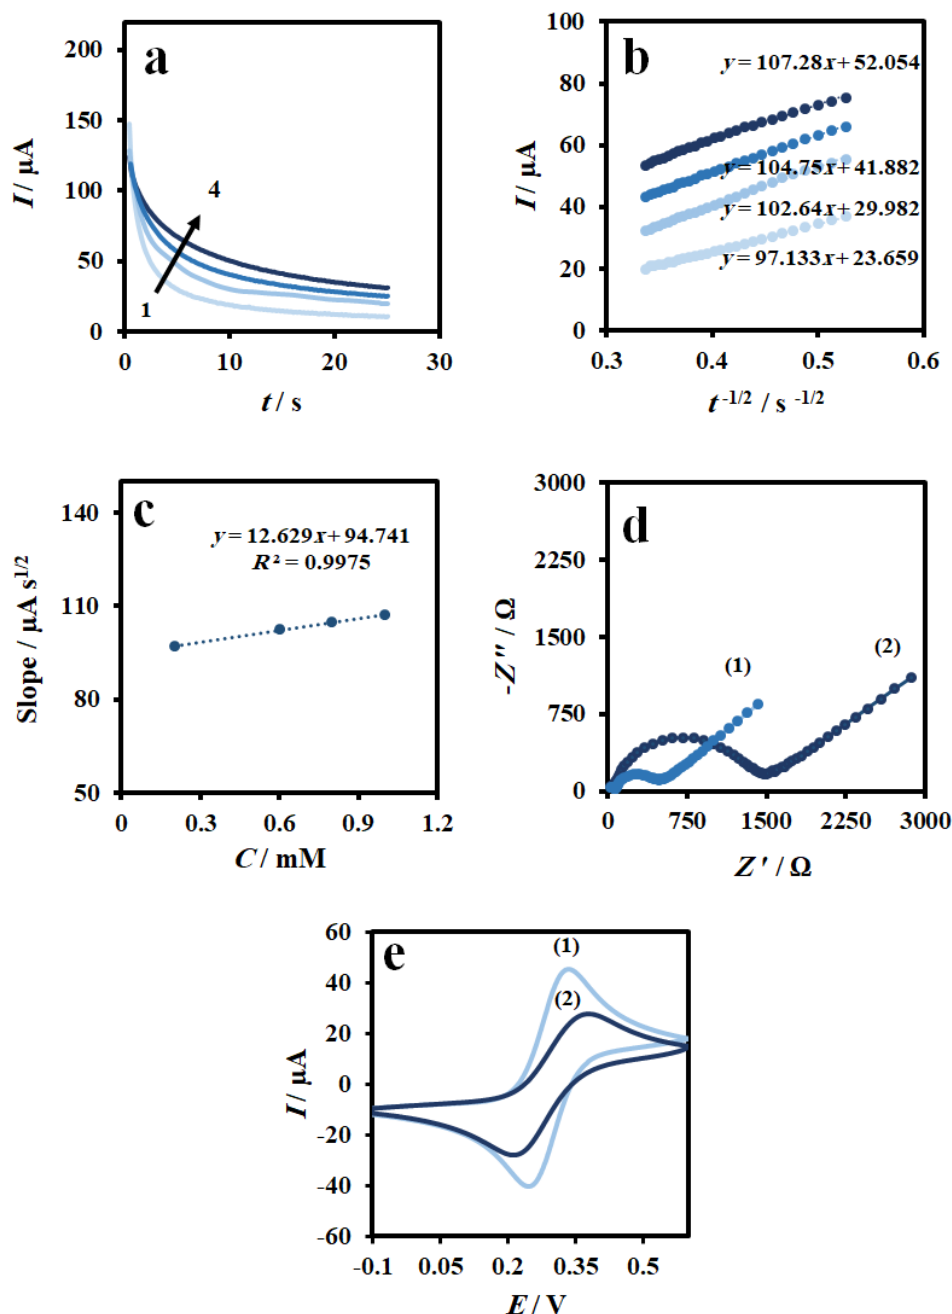 a
200
150
100
50
0
I / µA
4
1
0
10
20
30
t / s
b
100
80
60
40
20
0
I / µA
y = 107.28x + 52.054
y = 104.75x + 41.882
y = 102.64x + 29.982
y = 97.133x + 23.659
0.3
0.4
0.5
0.6
t -1/2 / s -1/2
c
140
110
80
50
Slope / µA s1/2
y = 12.629x + 94.741
R² = 0.9975
0
0.3
0.6
0.9
1.2
C / mM
d
3000
2250
1500
750
0
-Z″ / Ω
(1)
(2)
0
750
1500
2250
3000
Z′ / Ω
e
60
40
20
0
-20
-40
-60
I / µA
(1)
(2)
-0.1
0.05
0.2
0.35
0.5
E / V